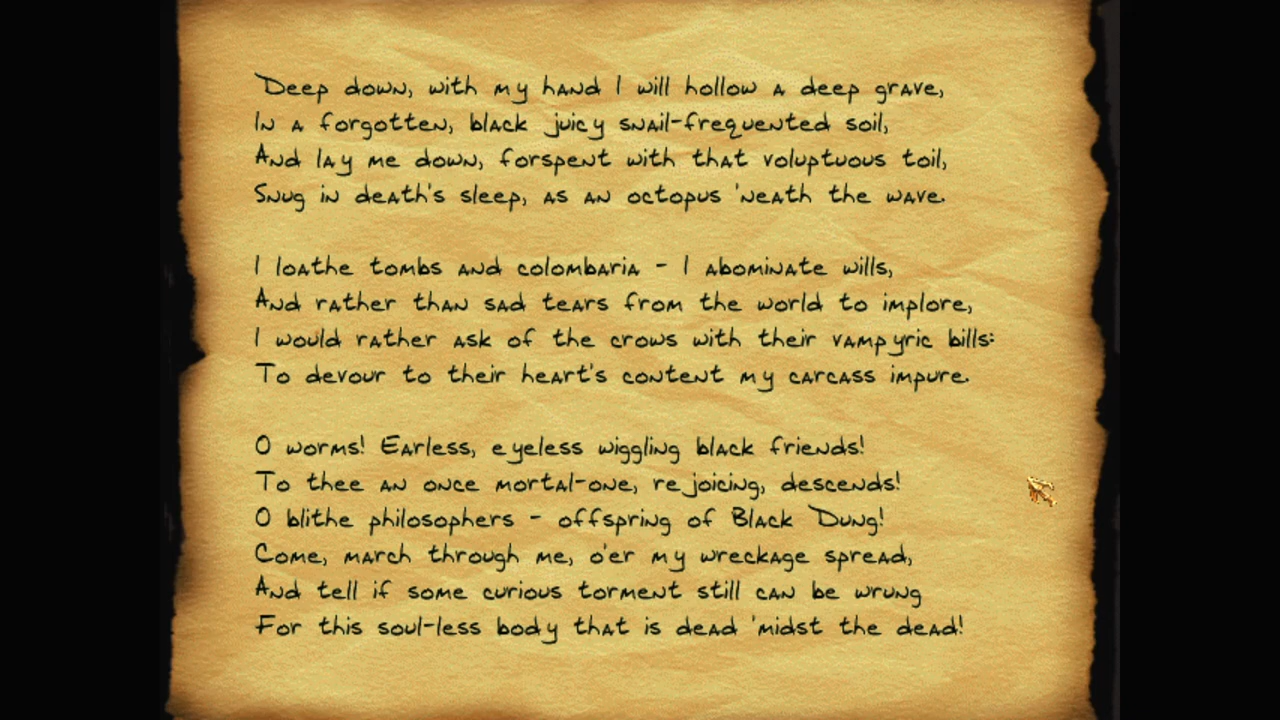 Deep down, with my hand I will hollow a deep grave,
In a forgotten, black juicy snail-frequented soil,
And lay me down, forspent with that voluptuous toil,
Snug in death's sleep, as an octopus 'neath the wave.
I loathe tombs and colombaria - I abominate wills,
And rather than sad tears from the world to implore,
I would rather ask of the crows with their vampyric bills:
To devour to their heart's content my carcass impure.
O worms! Earless, eyeless wiggling black friends!
To thee an once mortal-one, rejoicing, descends!
O blithe philosophers - offspring of Black Dung!
Come, march through me, o'er my wreckage spread,
And tell if some curious torment still can be wrung
For this soul-less body that is dead 'midst the dead!